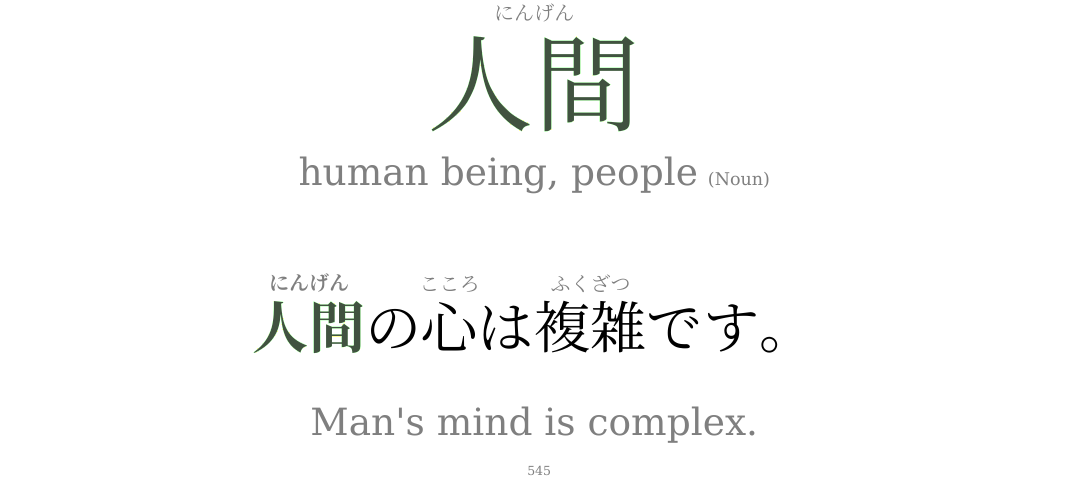 にんげん
人間
human being, people (Noun)
にんげん こころ ふくざつ
人間の心は複雑です。
Man's mind is complex.
545